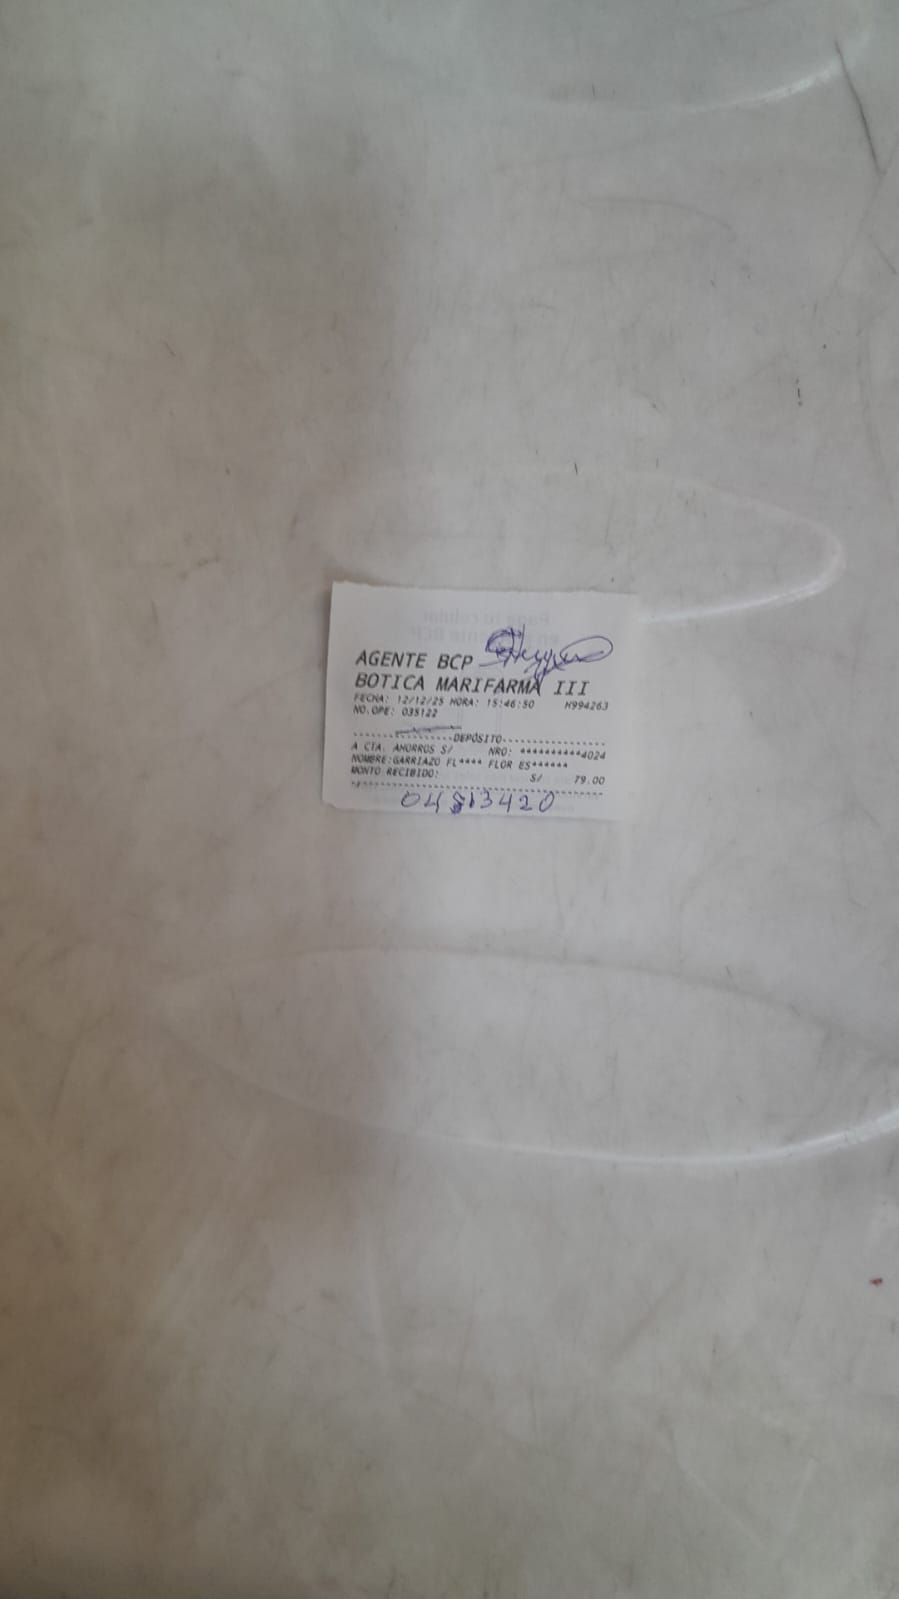 AGENTE BCP
BOTICA MARIFARMA III
FECHA: 12/12/25 HORA: 15:46:50 H994263
NO.OPE: 035122
DEPOSITO
A CTA. AHORROS S/ NRO: **********4024
NOMBRE:GARRIAZO FL**** FLOR ES******
MONTO RECIBIDO: S/ 79.00